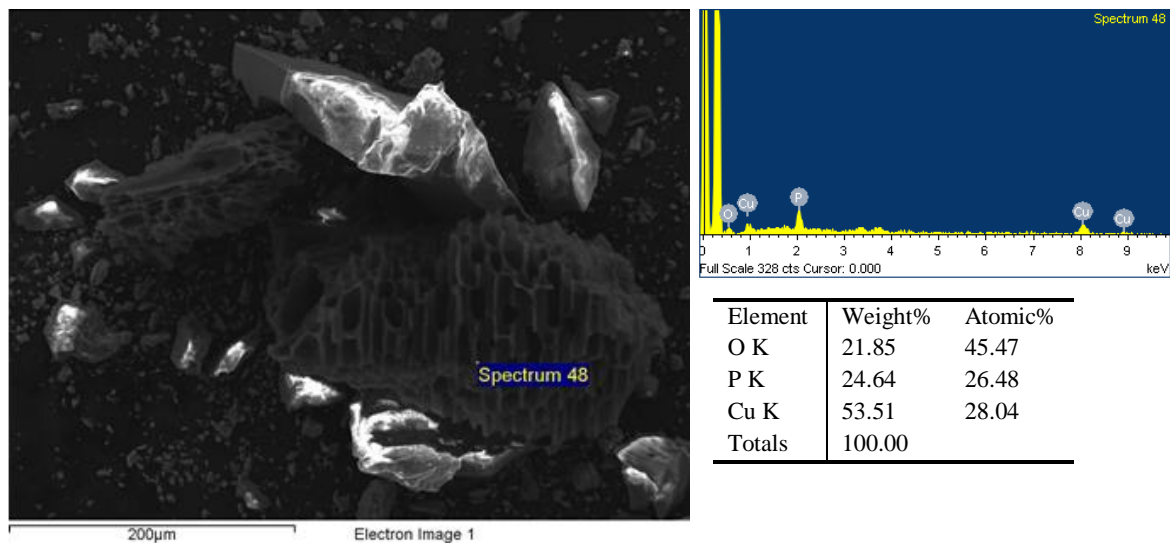 Spectrum 48
200µm
Electron Image 1
Spectrum 48
O
Cu
P
Cu
Cu
0 1 2 3 4 5 6 7 8 9
Full Scale 328 cts Cursor: 0.000 keV
Element Weight% Atomic%
O K 21.85 45.47
P K 24.64 26.48
Cu K 53.51 28.04
Totals 100.00